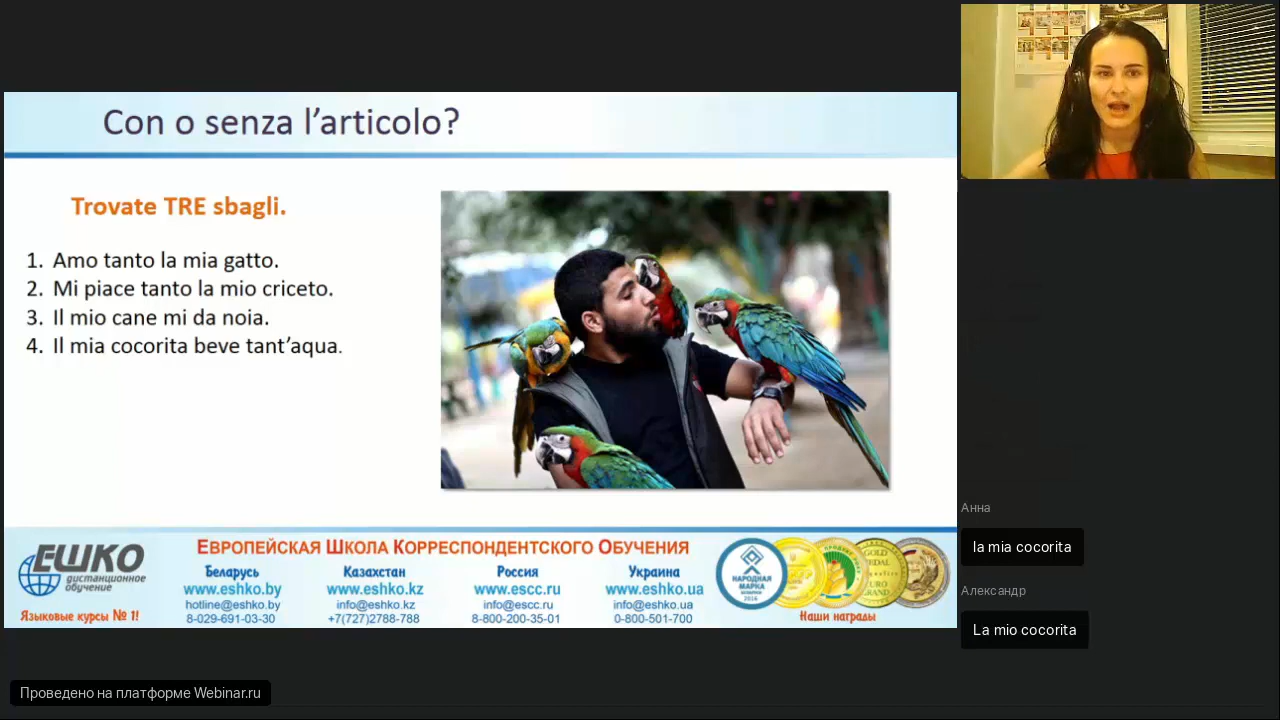 Con o senza l’articolo?
Trovate TRE sbagli.
1. Amo tanto la mia gatto.
2. Mi piace tanto la mio criceto.
3. Il mio cane mi da noia.
4. Il mia cocorita beve tant’aqua.
ЕШКО
дистанционное
обучение
Языковые курсы № 1!
ЕВРОПЕЙСКАЯ ШКОЛА КОРРЕСПОНДЕНТСКОГО ОБУЧЕНИЯ
Беларусь
www.eshko.by
hotline@eshko.by
8-029-691-03-30
Казахстан
www.eshko.kz
info@eshko.kz
+7(727)2788-788
Россия
www.escc.ru
info@escc.ru
8-800-200-35-01
Украина
www.eshko.ua
info@eshko.ua
0-800-501-700
НАРОДНАЯ
МАРКА
GOLD
MEDAL
Наши награды
Анна
la mia cocorita
Александр
La mio cocorita
Проведено на платформе Webinar.ru